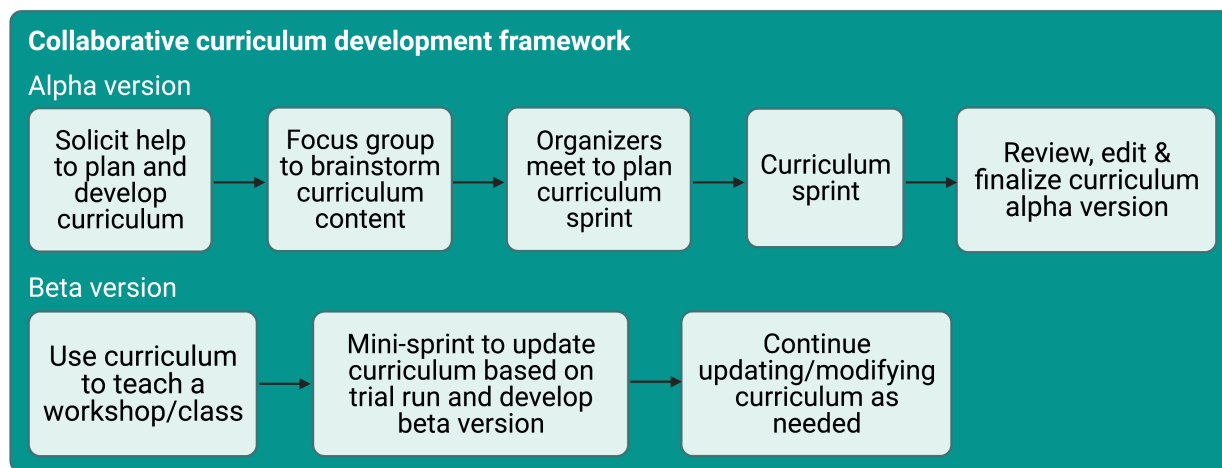 Collaborative curriculum development framework
Alpha version
Solicit help
to plan and
develop
curriculum
Focus group
to brainstorm
curriculum
content
Organizers
meet to plan
curriculum
sprint
Curriculum
sprint
Review, edit &
finalize curriculum
alpha version
Beta version
Use curriculum
to teach a
workshop/class
Mini-sprint to update
curriculum based on
trial run and develop
beta version
Continue
updating/modifying
curriculum as
needed